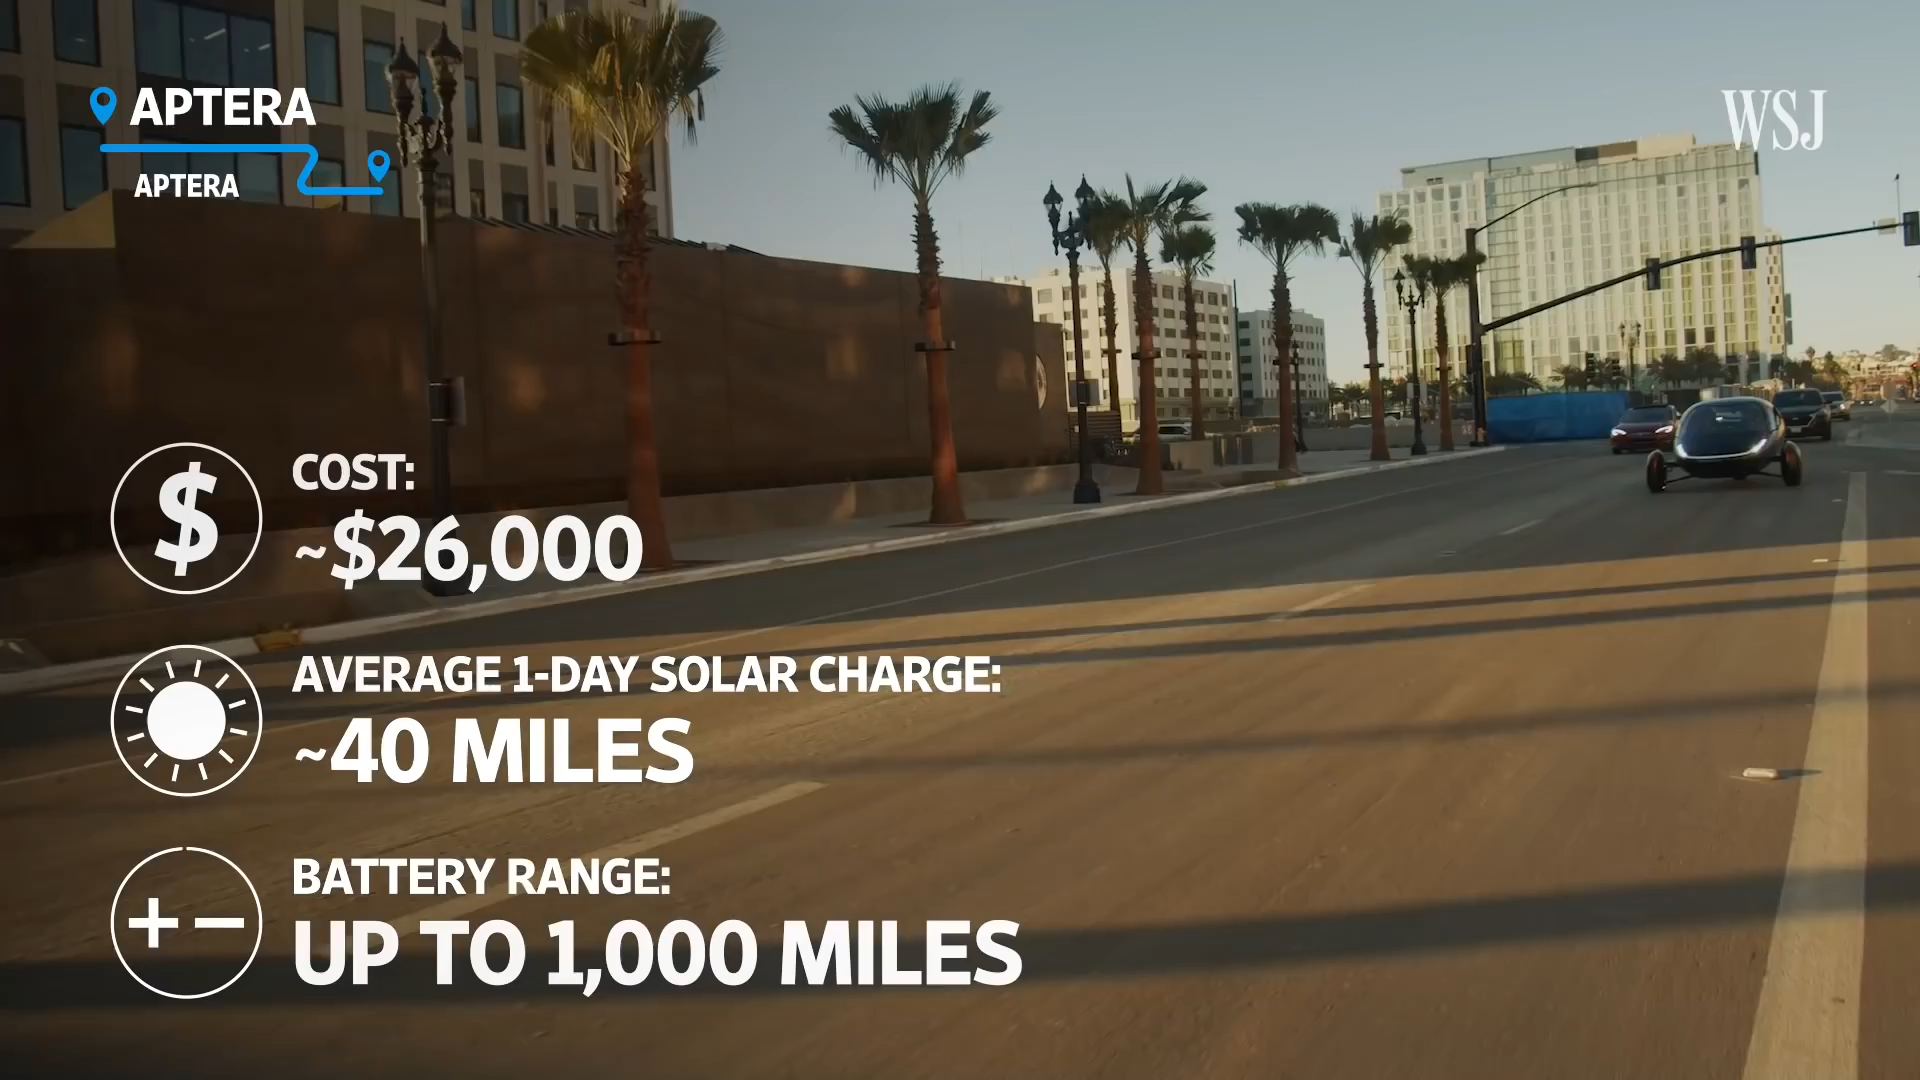 APTERA
APTERA
WSJ
$
COST:
~$26,000
AVERAGE 1-DAY SOLAR CHARGE:
~40 MILES
+ −
BATTERY RANGE:
UP TO 1,000 MILES